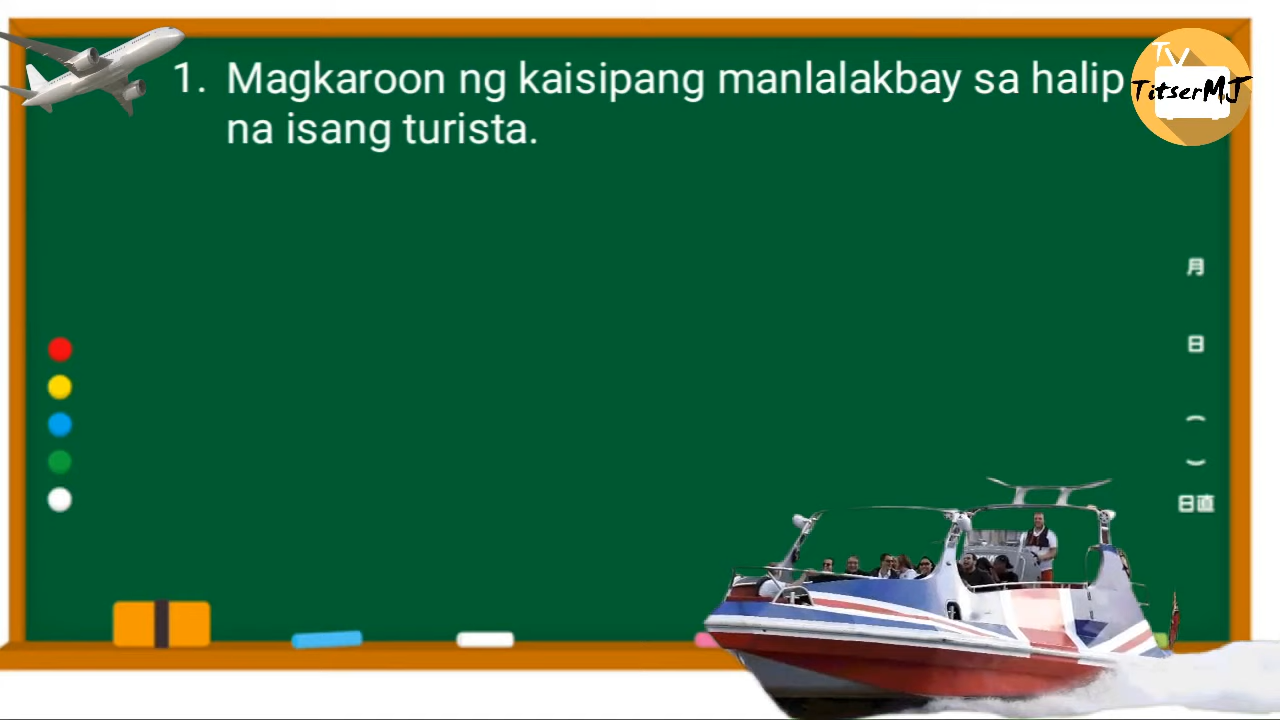 1. Magkaroon ng kaisipang manlalakbay sa halip
na isang turista.
TV
TitserMJ
月
日
︵
︶
日直